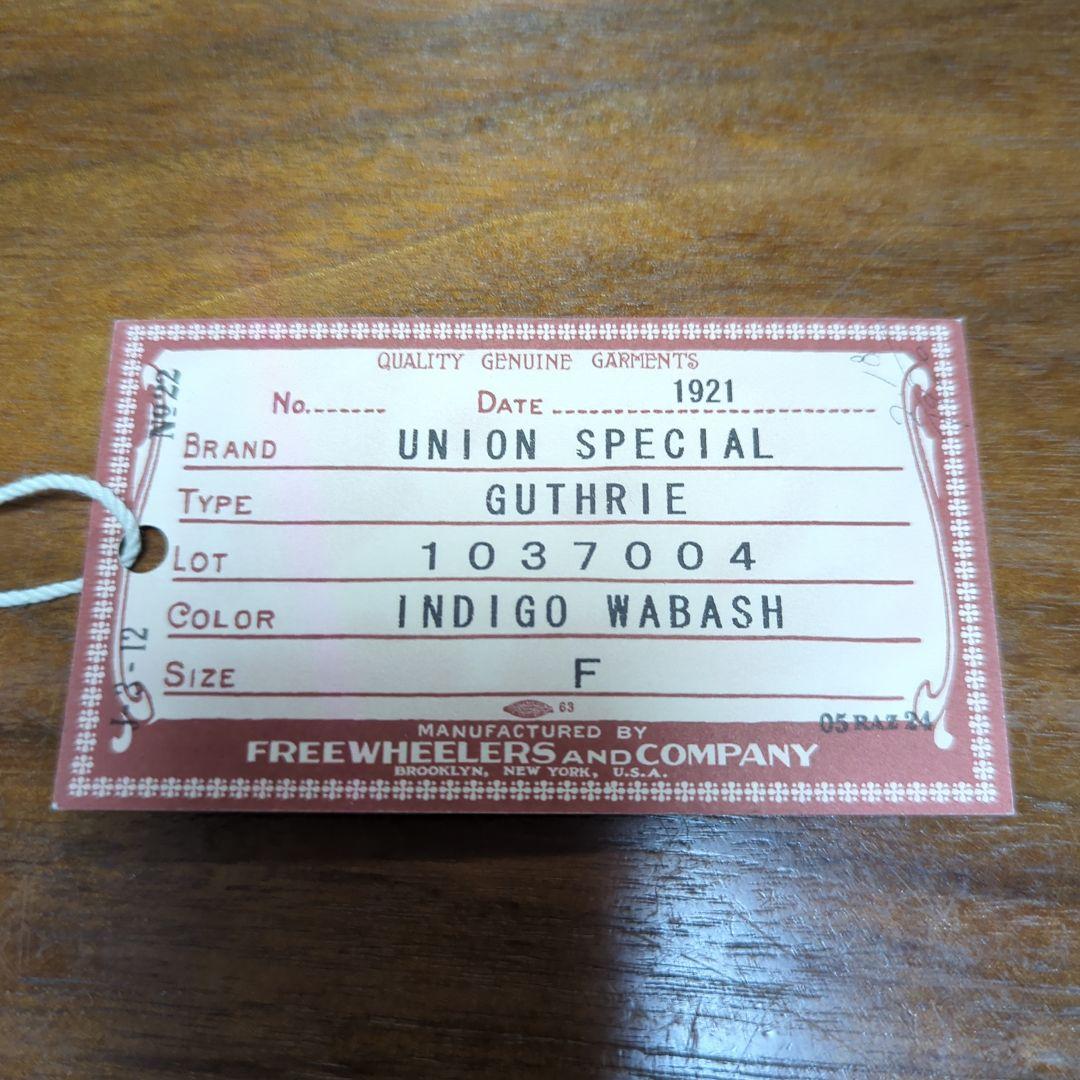 QUALITY GENUINE GARMENTS
No. DATE 1921
BRAND UNION SPECIAL
TYPE GUTHRIE
LOT 1037004
COLOR INDIGO WABASH
SIZE F
63
MANUFACTURED BY
FREEWHEELERS AND COMPANY
BROOKLYN, NEW YORK, U.S.A.
No 22
05 RAZ 24